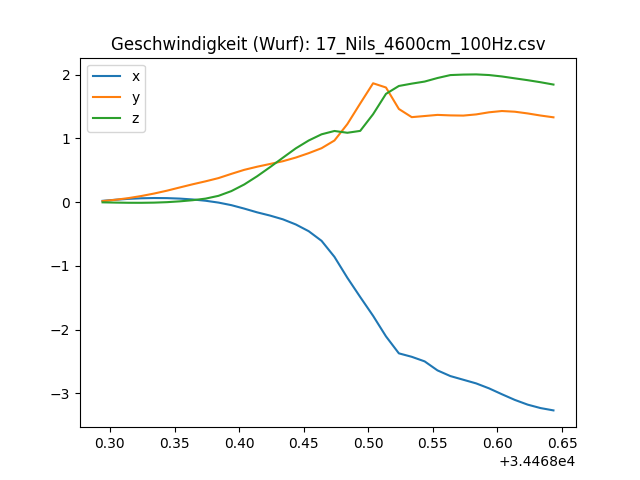 Geschwindigkeit (Wurf): 17_Nils_4600cm_100Hz.csv
x
y
z
2
1
0
−1
−2
−3
0.30 0.35 0.40 0.45 0.50 0.55 0.60 0.65
+3.4468e4